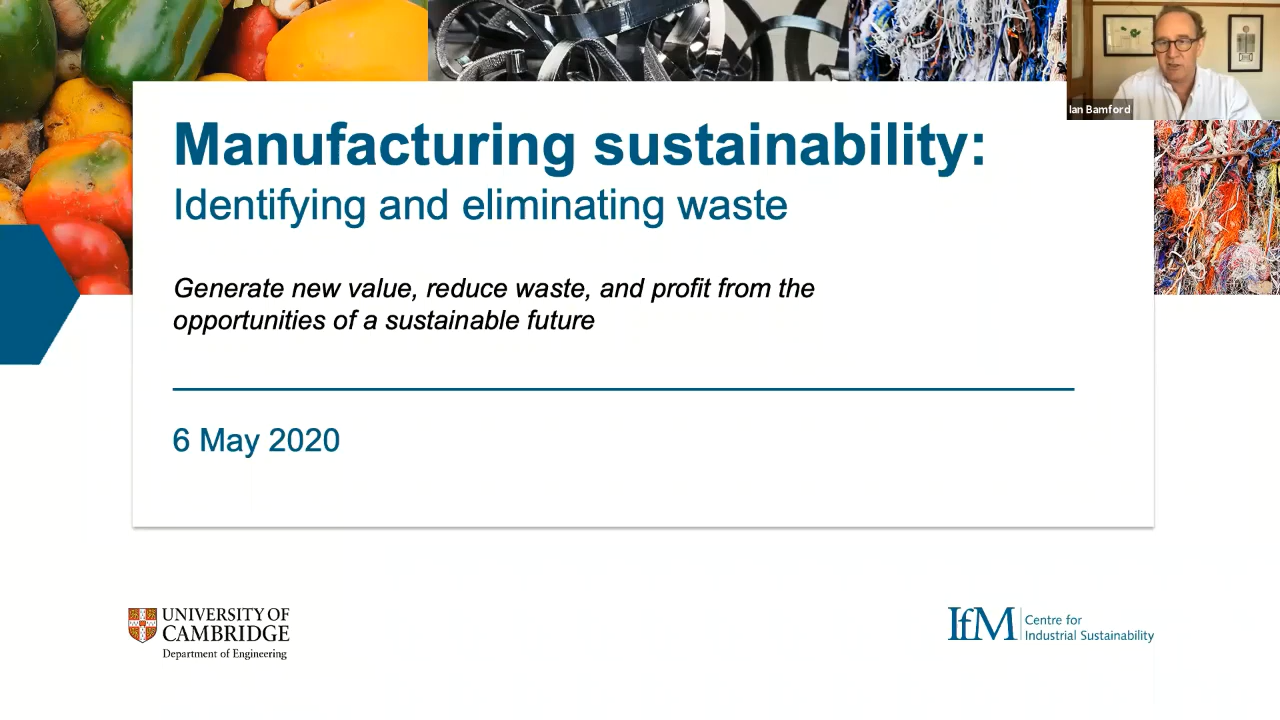 Ian Bamford
Manufacturing sustainability:
Identifying and eliminating waste
Generate new value, reduce waste, and profit from the
opportunities of a sustainable future
6 May 2020
UNIVERSITY OF
CAMBRIDGE
Department of Engineering
IfM
Centre for
Industrial Sustainability